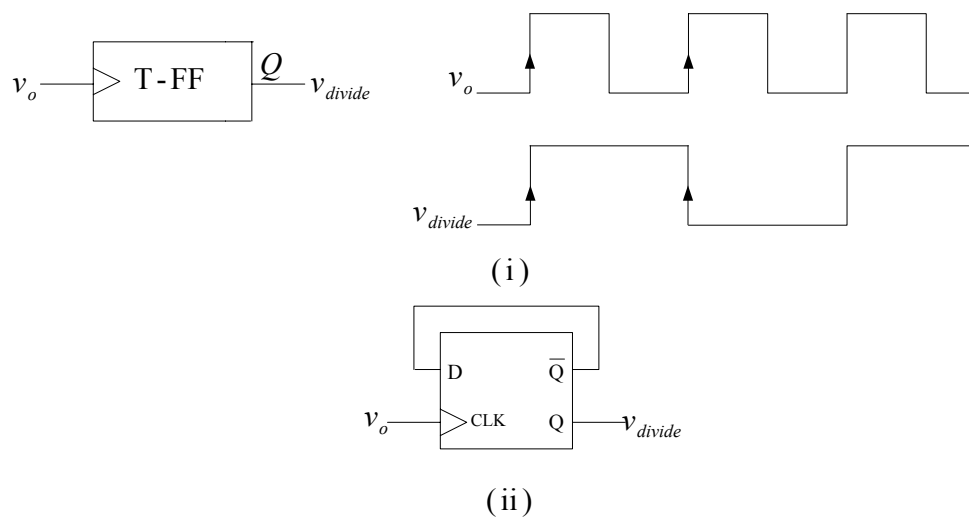 T-FF
Q
v_o
v_divide
v_o
v_divide
(i)
D
Q̅
v_o
CLK
Q
v_divide
(ii)